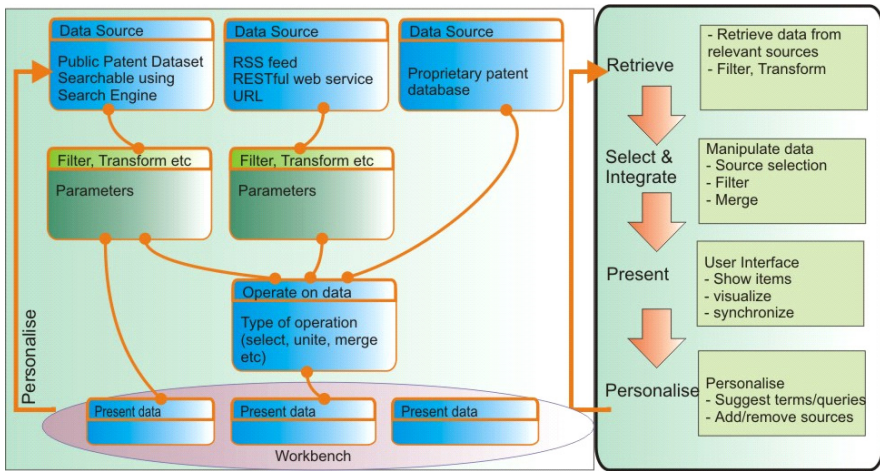 Data Source
Public Patent Dataset
Searchable using
Search Engine
Data Source
RSS feed
RESTful web service
URL
Data Source
Proprietary patent
database
Filter, Transform etc
Parameters
Filter, Transform etc
Parameters
Operate on data
Type of operation
(select, unite, merge
etc)
Personalise
Present data
Present data
Present data
Workbench
Retrieve
- Retrieve data from
relevant sources
- Filter, Transform
Select &
Integrate
Manipulate data
- Source selection
- Filter
- Merge
Present
User Interface
- Show items
- visualize
- synchronize
Personalise
Personalise
- Suggest terms/queries
- Add/remove sources